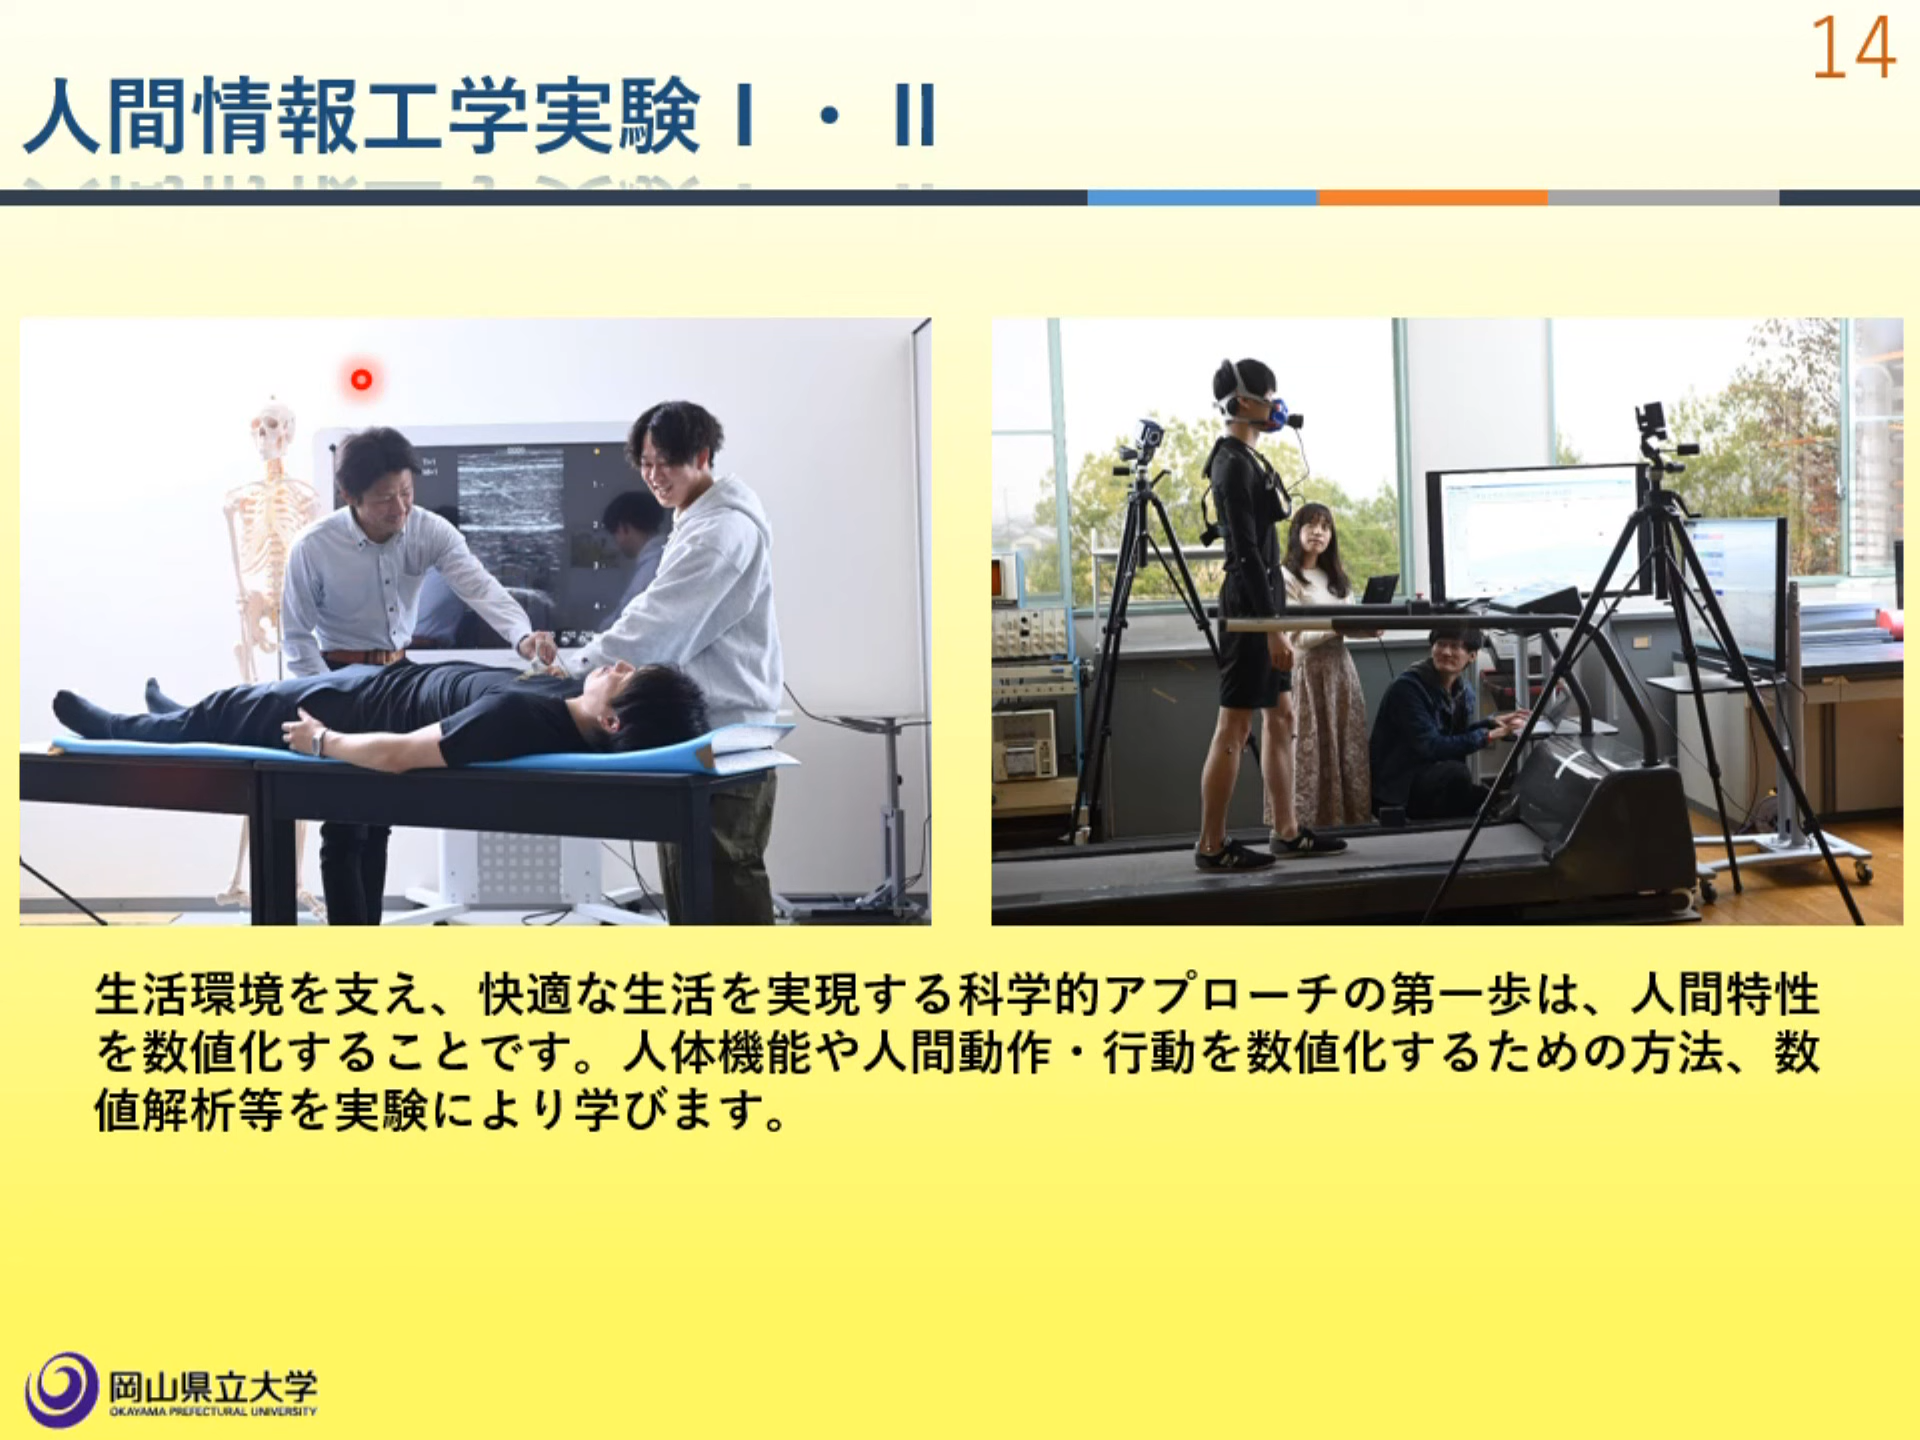 14
人間情報工学実験Ⅰ・Ⅱ
生活環境を支え、快適な生活を実現する科学的アプローチの第一歩は、人間特性
を数値化することです。人体機能や人間動作・行動を数値化するための方法、数
値解析等を実験により学びます。
岡山県立大学
OKAYAMA PREFECTURAL UNIVERSITY